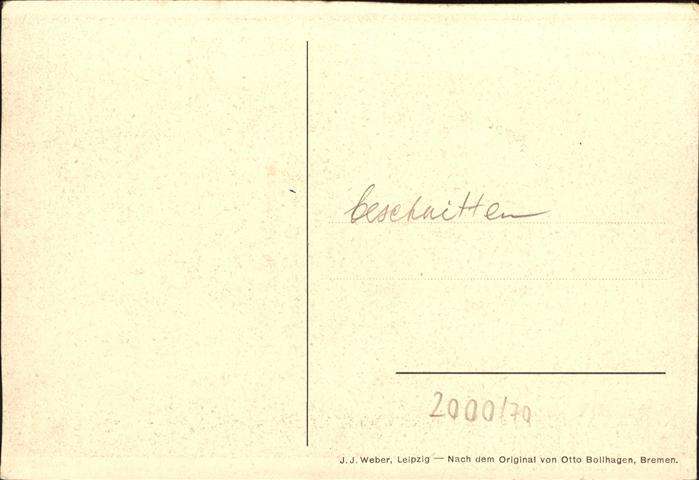 beschnitten
2000/70
J. J. Weber, Leipzig — Nach dem Original von Otto Bollhagen, Bremen.